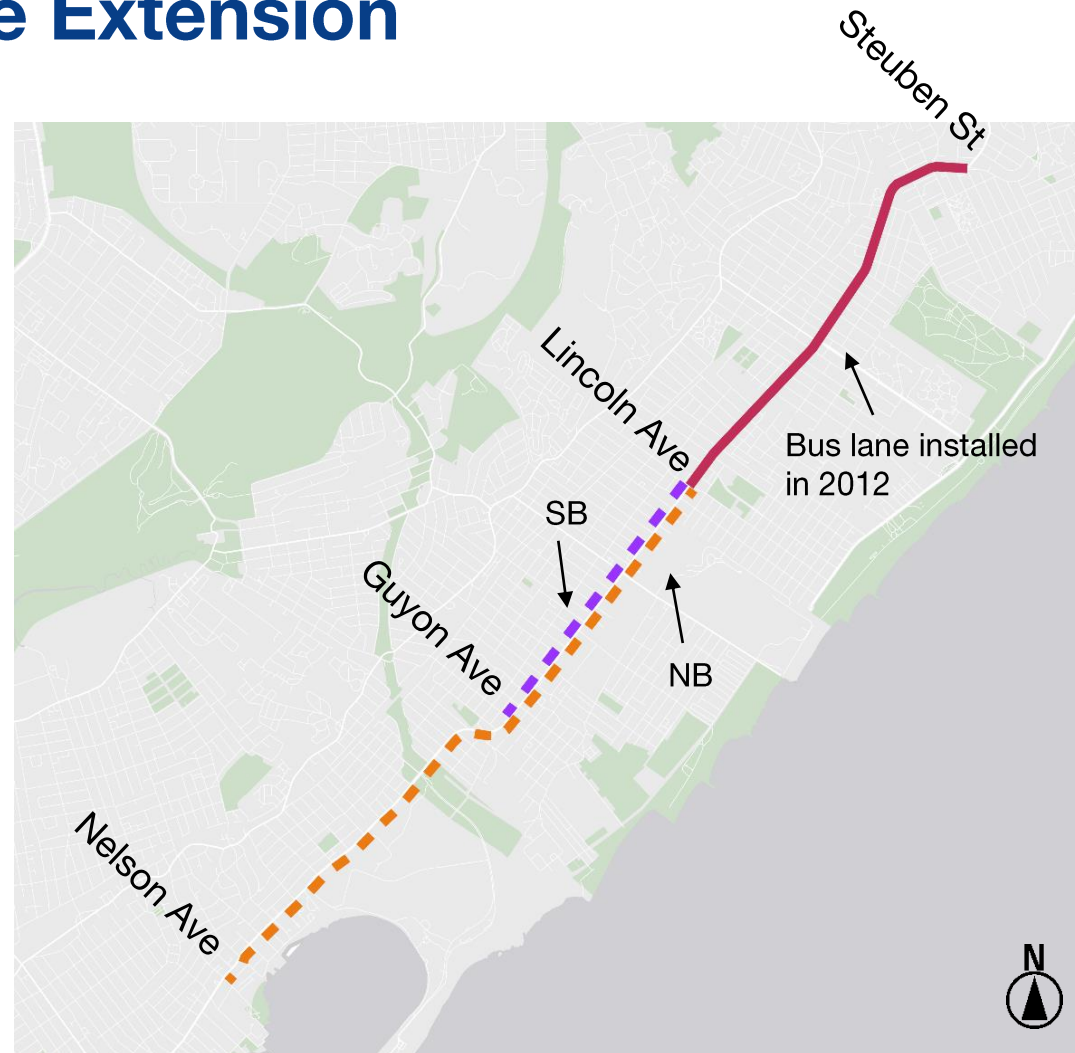 e Extension
Steuben St
Lincoln Ave
Bus lane installed
in 2012
SB
Guyon Ave
NB
Nelson Ave
N